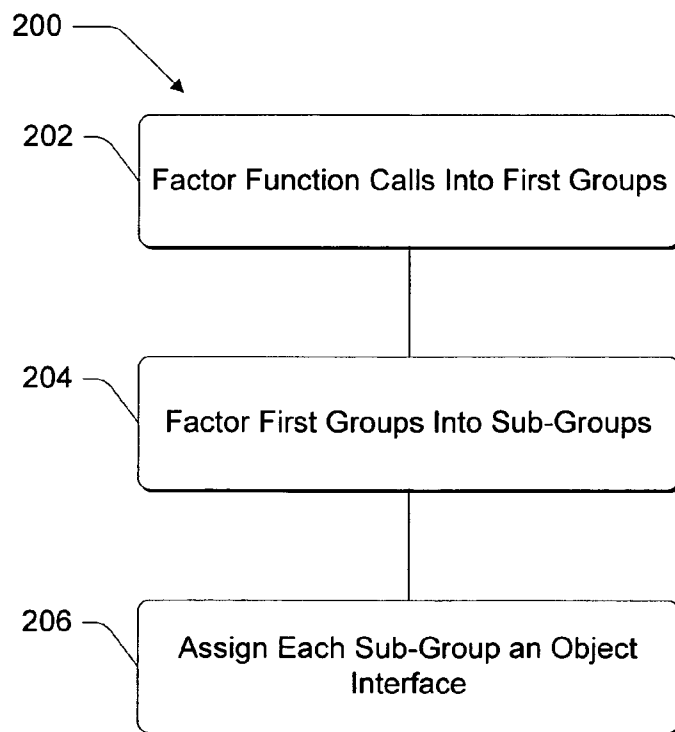 200
202
Factor Function Calls Into First Groups
204
Factor First Groups Into Sub-Groups
206
Assign Each Sub-Group an Object
Interface